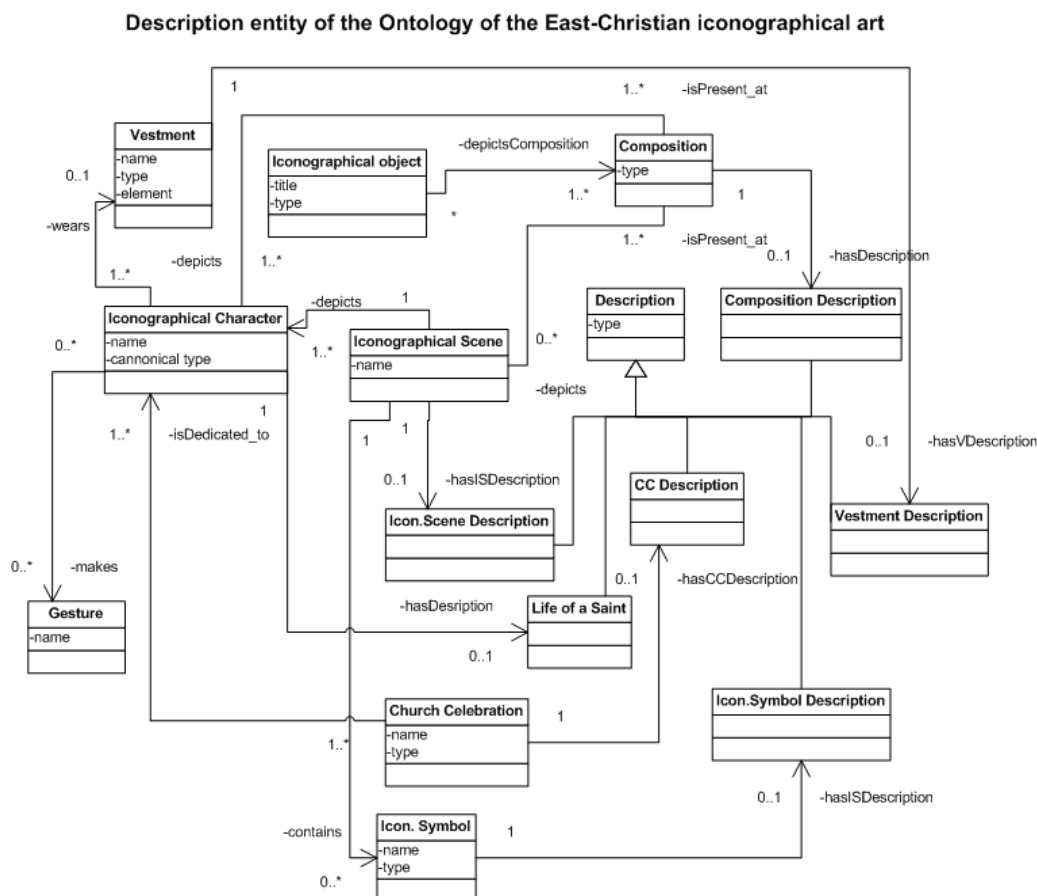 Description entity of the Ontology of the East-Christian iconographical art
1
1..*
-isPresent_at
Vestment
-name
-type
-element
0..1
-wears
Iconographical object
-title
-type
-depictsComposition
*
1..*
Composition
-type
1
1..*
-isPresent_at
0..1
-hasDescription
1..*
-depicts
1..*
Iconographical Character
-name
-cannonical type
0..*
1
-depicts
1
1..*
Iconographical Scene
-name
0..*
-depicts
Description
-type
Composition Description
1..*
-isDedicated_to
1
1
0..1
-hasISDescription
Icon.Scene Description
CC Description
0..1
-hasVDescription
Vestment Description
0..*
-makes
Gesture
-name
-hasDesription
0..1
Life of a Saint
0..1
-hasCCDescription
Church Celebration
-name
-type
1
1..*
Icon.Symbol Description
0..1
-hasISDescription
-contains
0..*
Icon. Symbol
-name
-type
1